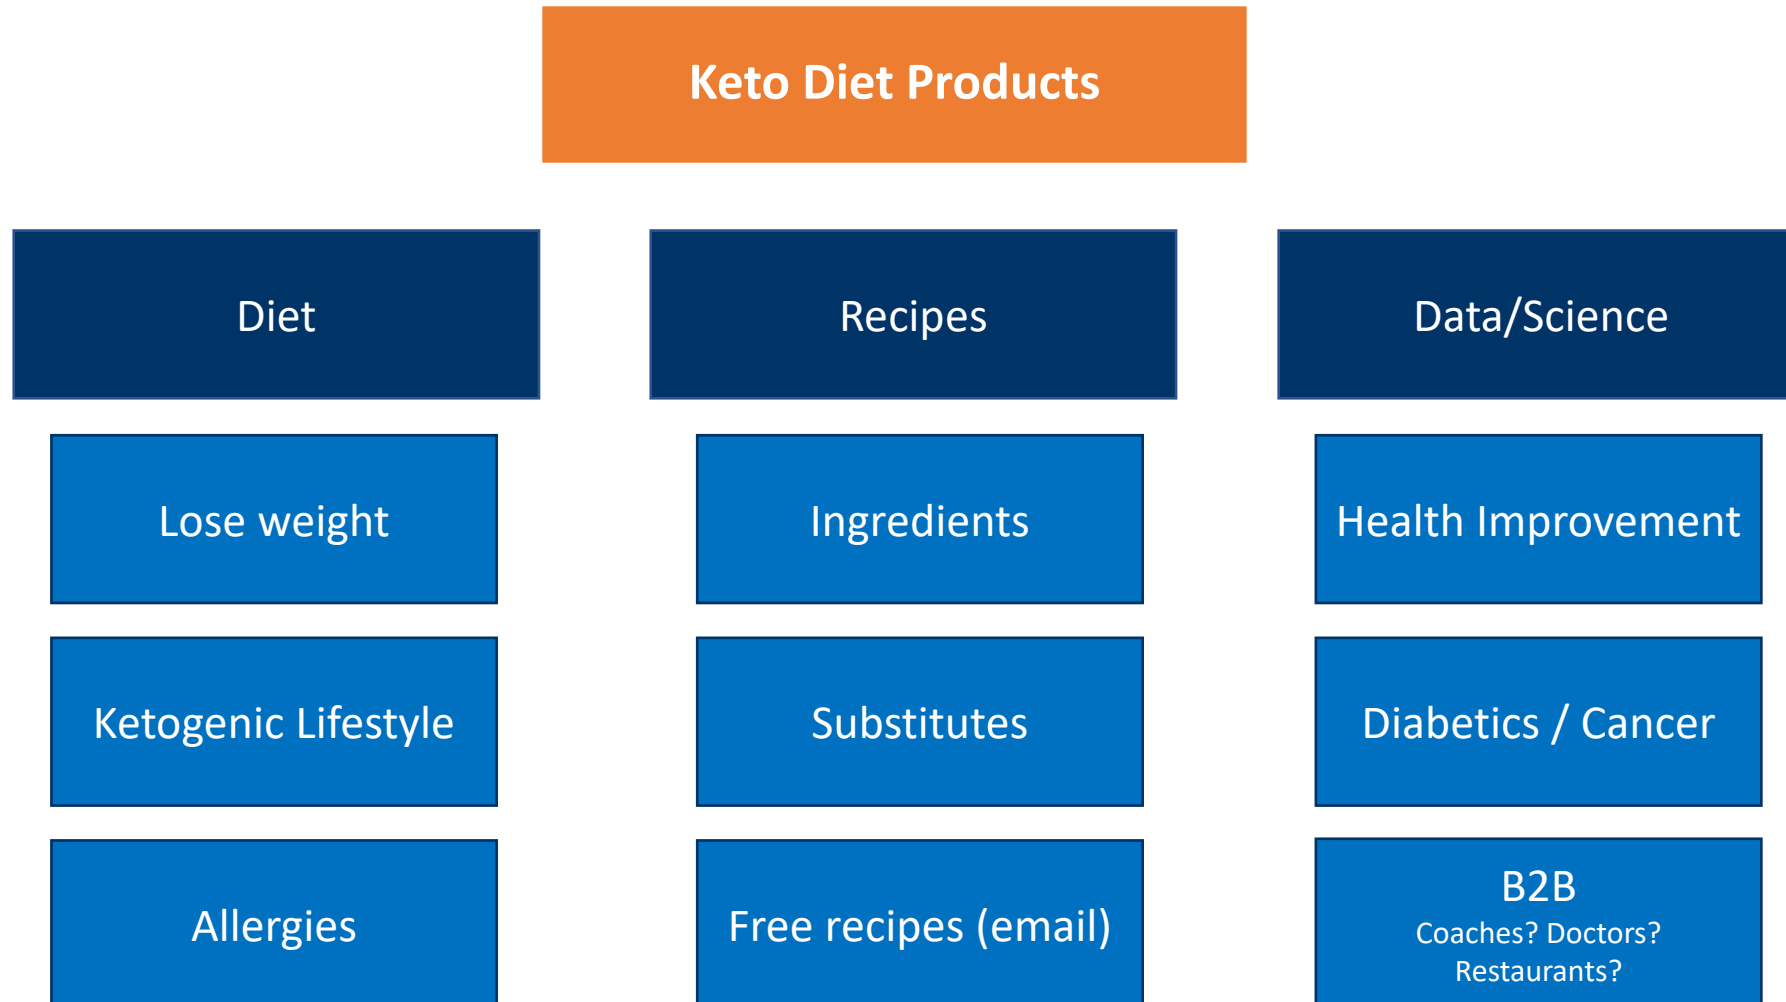 Keto Diet Products
Diet
Lose weight
Ketogenic Lifestyle
Allergies
Recipes
Ingredients
Substitutes
Free recipes (email)
Data/Science
Health Improvement
Diabetics / Cancer
B2B
Coaches? Doctors?
Restaurants?